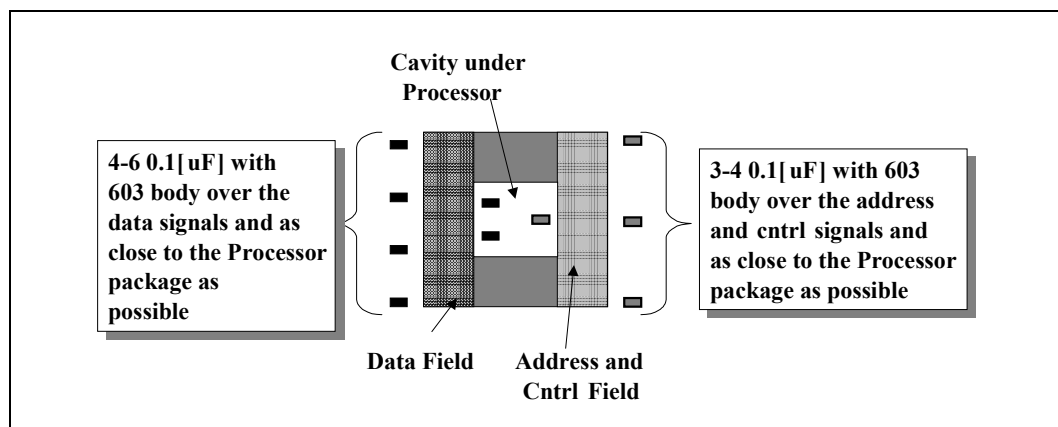 Cavity under
Processor
4-6 0.1[uF] with
603 body over the
data signals and as
close to the Processor
package as
possible
3-4 0.1[uF] with 603
body over the address
and cntrl signals and
as close to the Processor
package as possible
Data Field
Address and
Cntrl Field